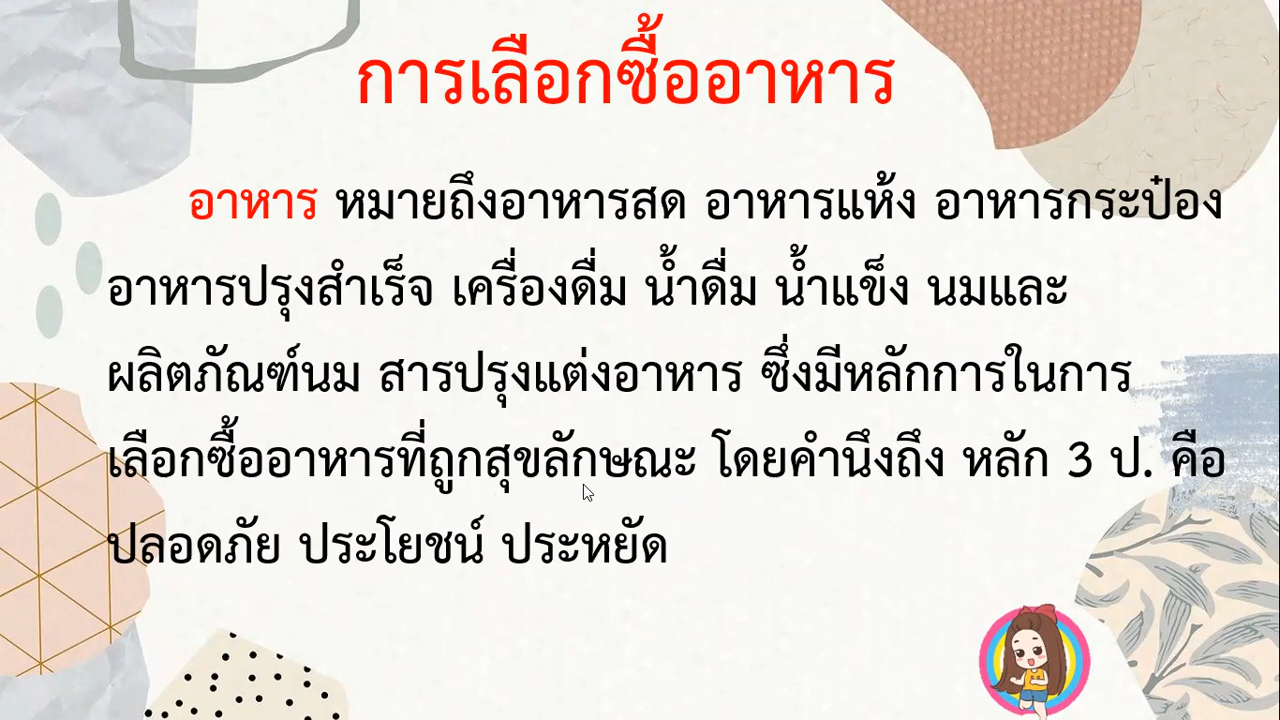 การเลือกซื้ออาหาร
อาหาร หมายถึงอาหารสด อาหารแห้ง อาหารกระป๋อง
อาหารปรุงสำเร็จ เครื่องดื่ม น้ำดื่ม น้ำแข็ง นมและ
ผลิตภัณฑ์นม สารปรุงแต่งอาหาร ซึ่งมีหลักการในการ
เลือกซื้ออาหารที่ถูกสุขลักษณะ โดยคำนึงถึง หลัก 3 ป. คือ
ปลอดภัย ประโยชน์ ประหยัด